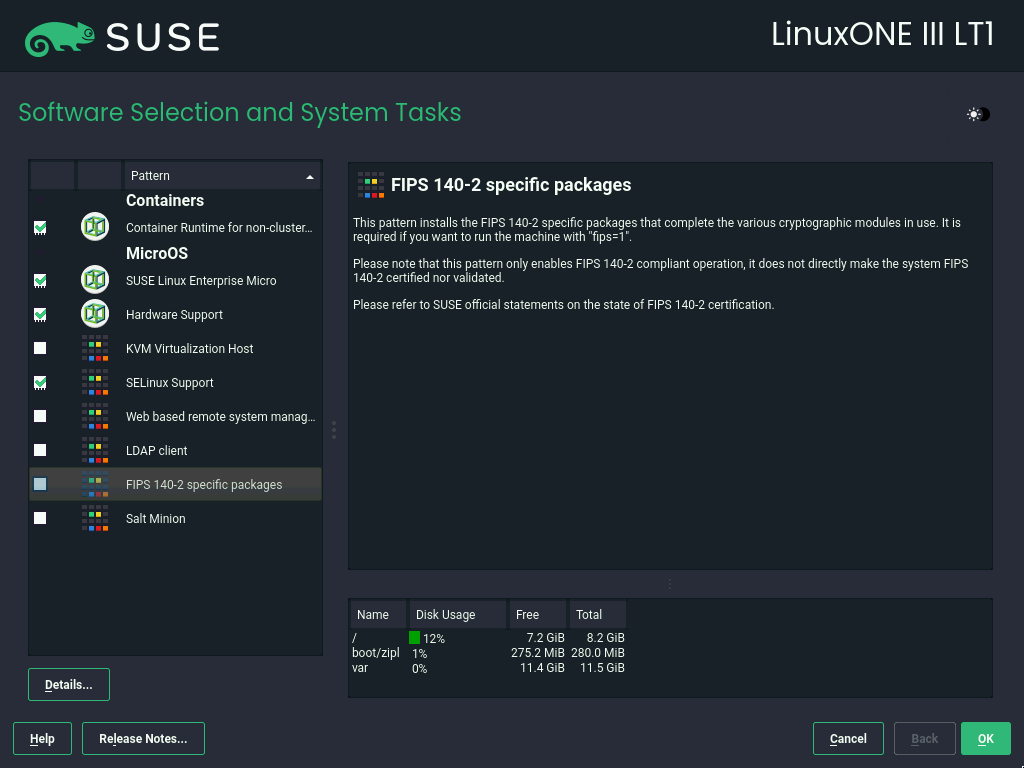 SUSE
LinuxONE III LT1
Software Selection and System Tasks
Pattern
Containers
Container Runtime for non-cluster...
MicroOS
SUSE Linux Enterprise Micro
Hardware Support
KVM Virtualization Host
SELinux Support
Web based remote system manag...
LDAP client
FIPS 140-2 specific packages
Salt Minion
Details...
FIPS 140-2 specific packages
This pattern installs the FIPS 140-2 specific packages that complete the various cryptographic modules in use. It is
required if you want to run the machine with "fips=1".
Please note that this pattern only enables FIPS 140-2 compliant operation, it does not directly make the system FIPS
140-2 certified nor validated.
Please refer to SUSE official statements on the state of FIPS 140-2 certification.
Name Disk Usage Free Total
/ 12% 7.2 GiB 8.2 GiB
boot/zipl 1% 275.2 MiB 280.0 MiB
var 0% 11.4 GiB 11.5 GiB
Help Release Notes... Cancel Back OK